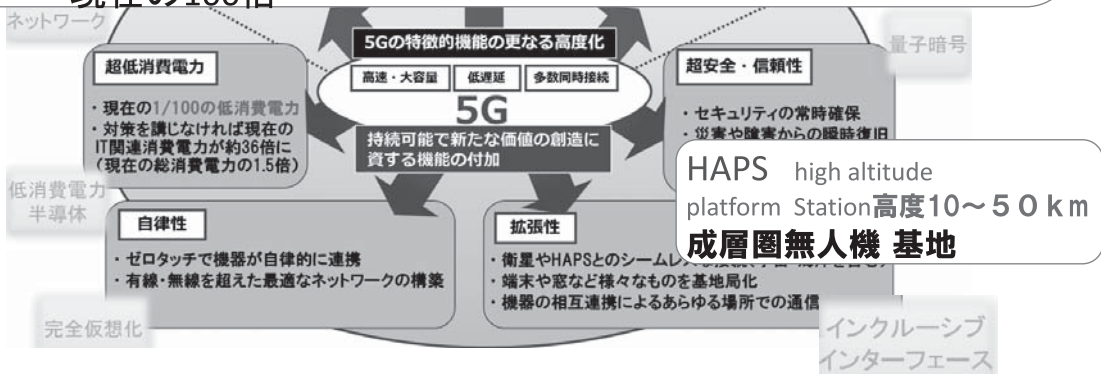 現在の100倍
ネットワーク
5Gの特徴的機能の更なる高度化
量子暗号
超低消費電力
高速・大容量
低遅延
多数同時接続
超安全・信頼性
・現在の1/100の低消費電力
・対策を講じなければ現在の
IT関連消費電力が約36倍に
(現在の総消費電力の1.5倍)
5G
持続可能で新たな価値の創造に
資する機能の付加
・セキュリティの常時確保
・災害や障害からの瞬時復旧
HAPS high altitude
platform Station高度10～50km
成層圏無人機 基地
低消費電力
半導体
自律性
・ゼロタッチで機器が自律的に連携
・有線・無線を超えた最適なネットワークの構築
拡張性
・衛星やHAPSとのシームレス
・端末や窓など様々なものを基地局化
・機器の相互連携によるあらゆる場所での通信
完全仮想化
インクルーシブ
インターフェース